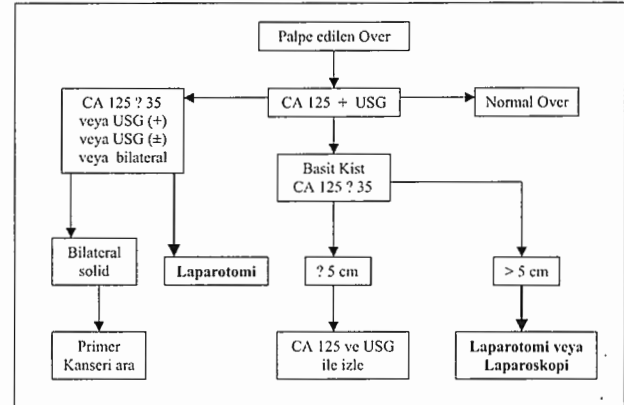 Palpe edilen Over
CA 125 + USG
Normal Over
CA 125 ? 35
veya USG (+)
veya USG (±)
veya bilateral
Basit Kist
CA 125 ? 35
Bilateral
solid
Laparotomi
? 5 cm
> 5 cm
Primer
Kanseri ara
CA 125 ve USG
ile izle
Laparotomi veya
Laparoskopi